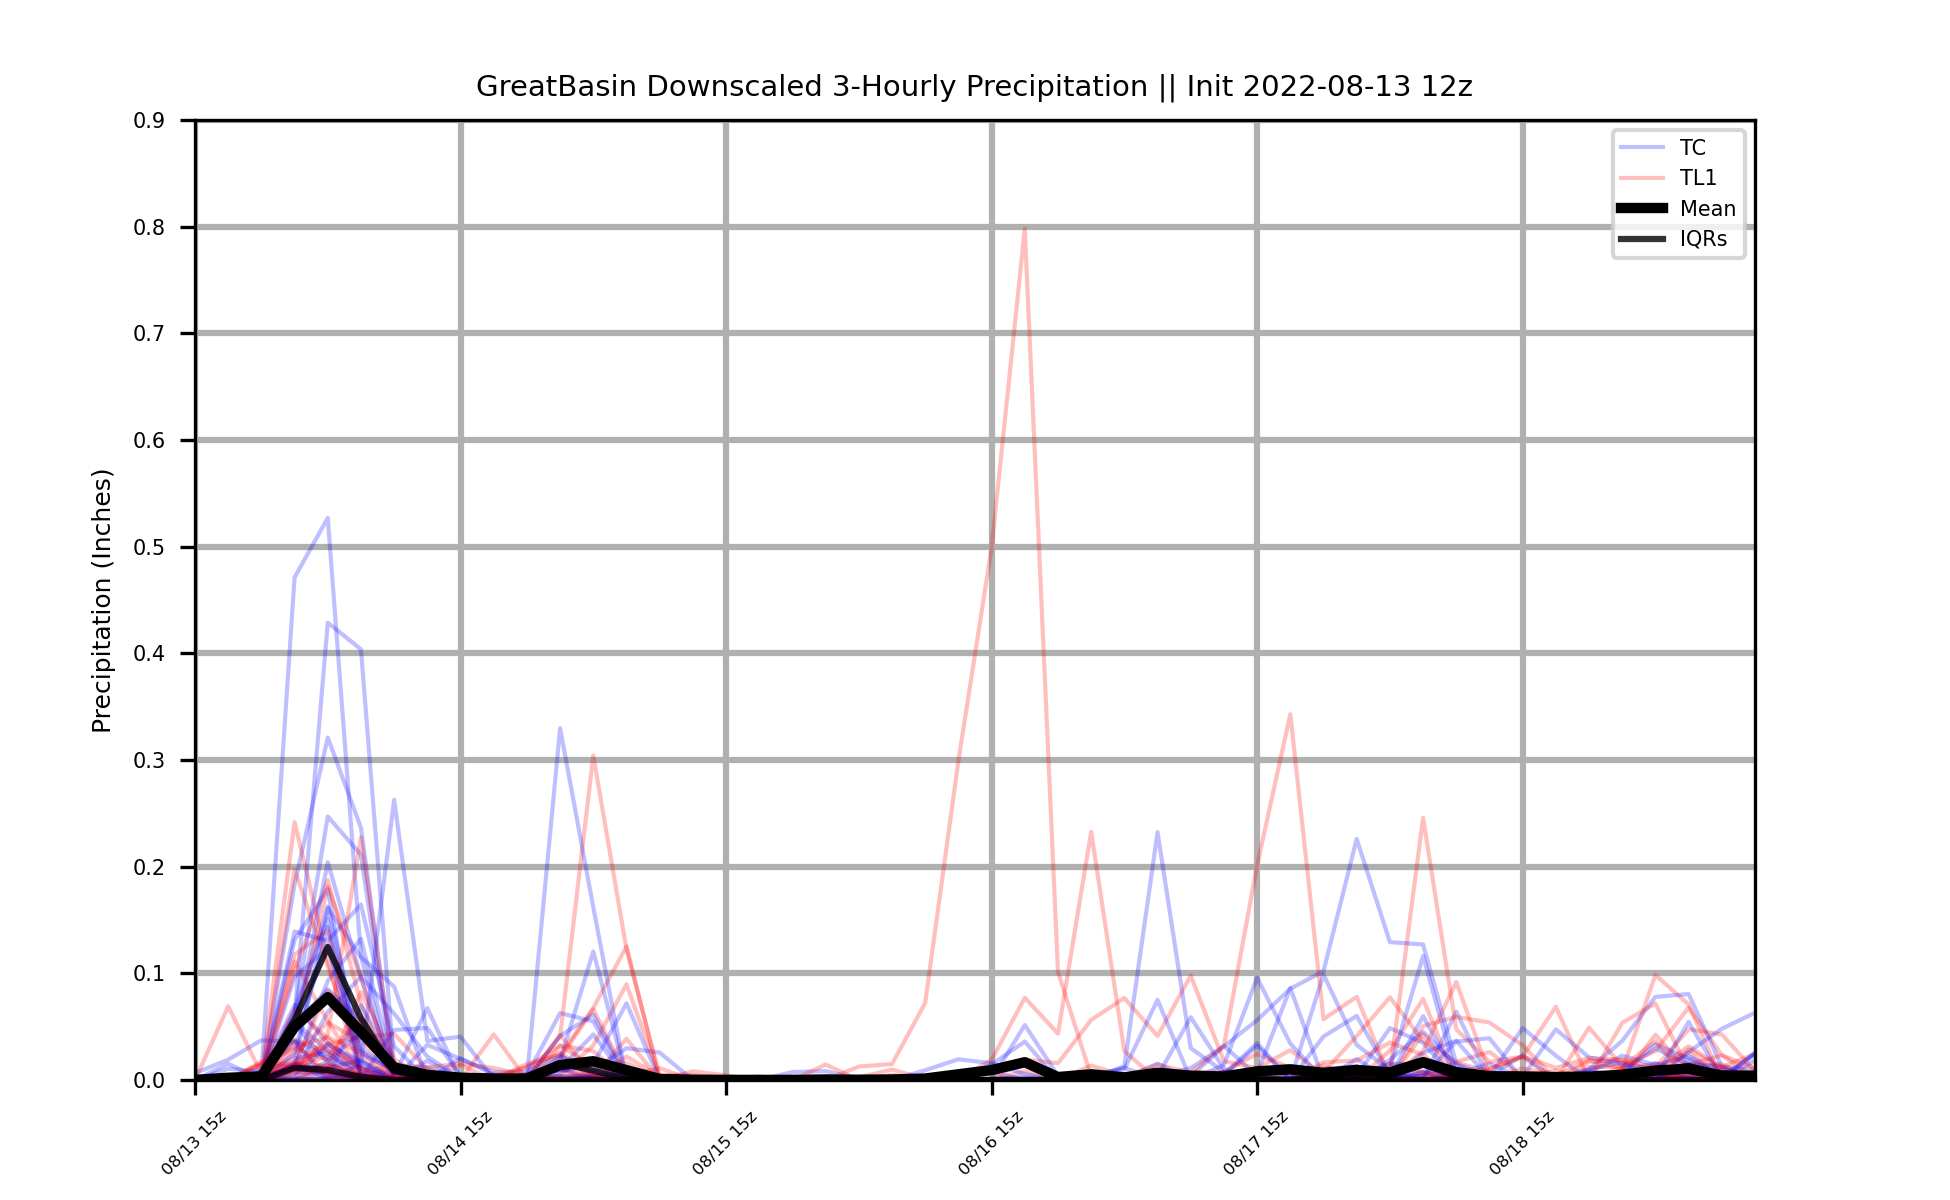 GreatBasin Downscaled 3-Hourly Precipitation || Init 2022-08-13 12z
Precipitation (Inches)
0.9
0.8
0.7
0.6
0.5
0.4
0.3
0.2
0.1
0.0
TC
TL1
Mean
IQRs
08/13 15z
08/14 15z
08/15 15z
08/16 15z
08/17 15z
08/18 15z